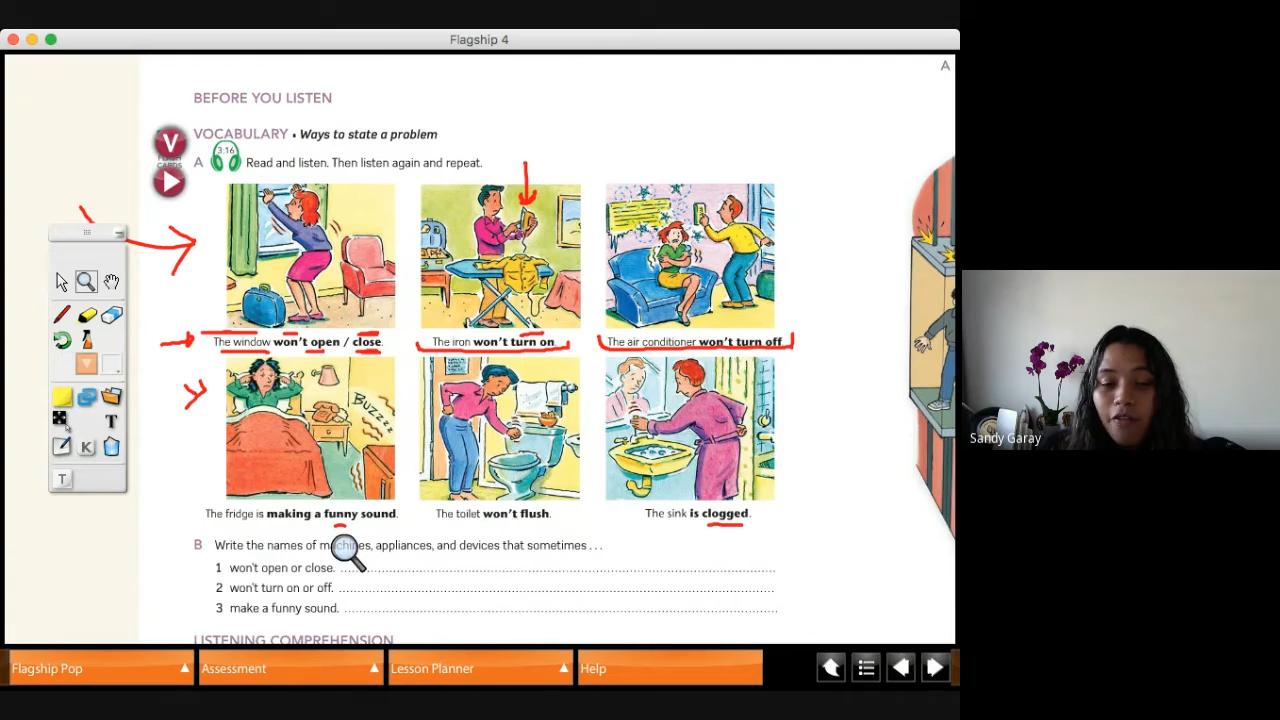 Flagship 4
A
BEFORE YOU LISTEN
VOCABULARY • Ways to state a problem
V
3:16
CARDS
A Read and listen. Then listen again and repeat.
The window won't open / close.
The iron won't turn on.
The air conditioner won't turn off.
Buzzz
The fridge is making a funny sound.
The toilet won't flush.
The sink is clogged.
B Write the names of machines, appliances, and devices that sometimes . . .
1 won't open or close.
2 won't turn on or off.
3 make a funny sound.
LISTENING COMPREHENSION
T
K
T
Flagship Pop
Assessment
Lesson Planner
Help
Sandy Garay